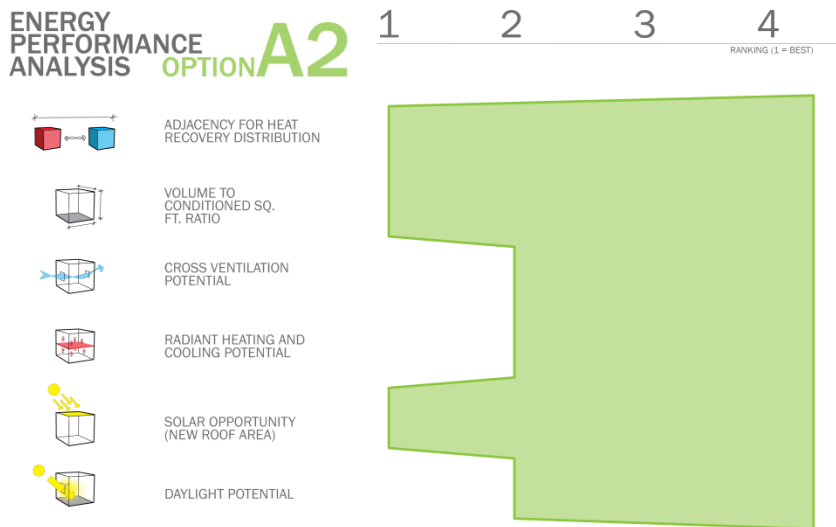 ENERGY
PERFORMANCE
ANALYSIS OPTION A2
1 2 3 4
RANKING (1 = BEST)
ADJACENCY FOR HEAT
RECOVERY DISTRIBUTION
VOLUME TO
CONDITIONED SQ.
FT. RATIO
CROSS VENTILATION
POTENTIAL
RADIANT HEATING AND
COOLING POTENTIAL
SOLAR OPPORTUNITY
(NEW ROOF AREA)
DAYLIGHT POTENTIAL